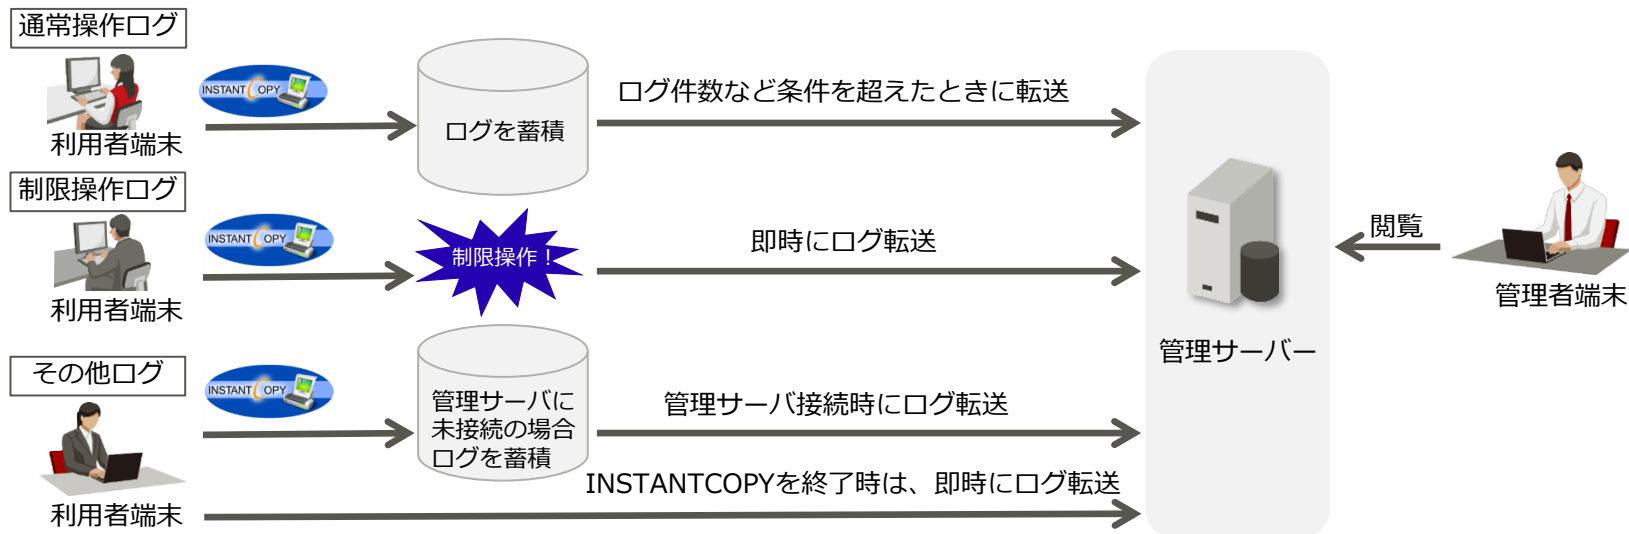 通常操作ログ
INSTANT COPY
利用者端末
ログを蓄積
ログ件数など条件を超えたときに転送
制限操作ログ
INSTANT COPY
利用者端末
制限操作！
即時にログ転送
その他ログ
INSTANT COPY
利用者端末
管理サーバに
未接続の場合
ログを蓄積
管理サーバ接続時にログ転送
INSTANTCOPYを終了時は、即時にログ転送
管理サーバー
閲覧
管理者端末